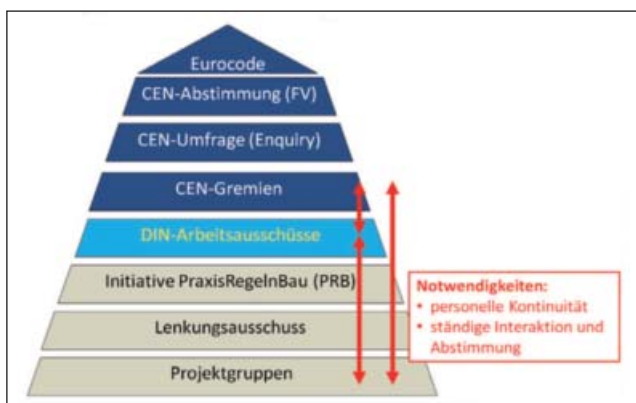 Eurocode
CEN-Abstimmung (FV)
CEN-Umfrage (Enquiry)
CEN-Gremien
DIN-Arbeitsausschüsse
Initiative PraxisRegelnBau (PRB)
Lenkungsausschuss
Projektgruppen
Notwendigkeiten:
• personelle Kontinuität
• ständige Interaktion und
Abstimmung